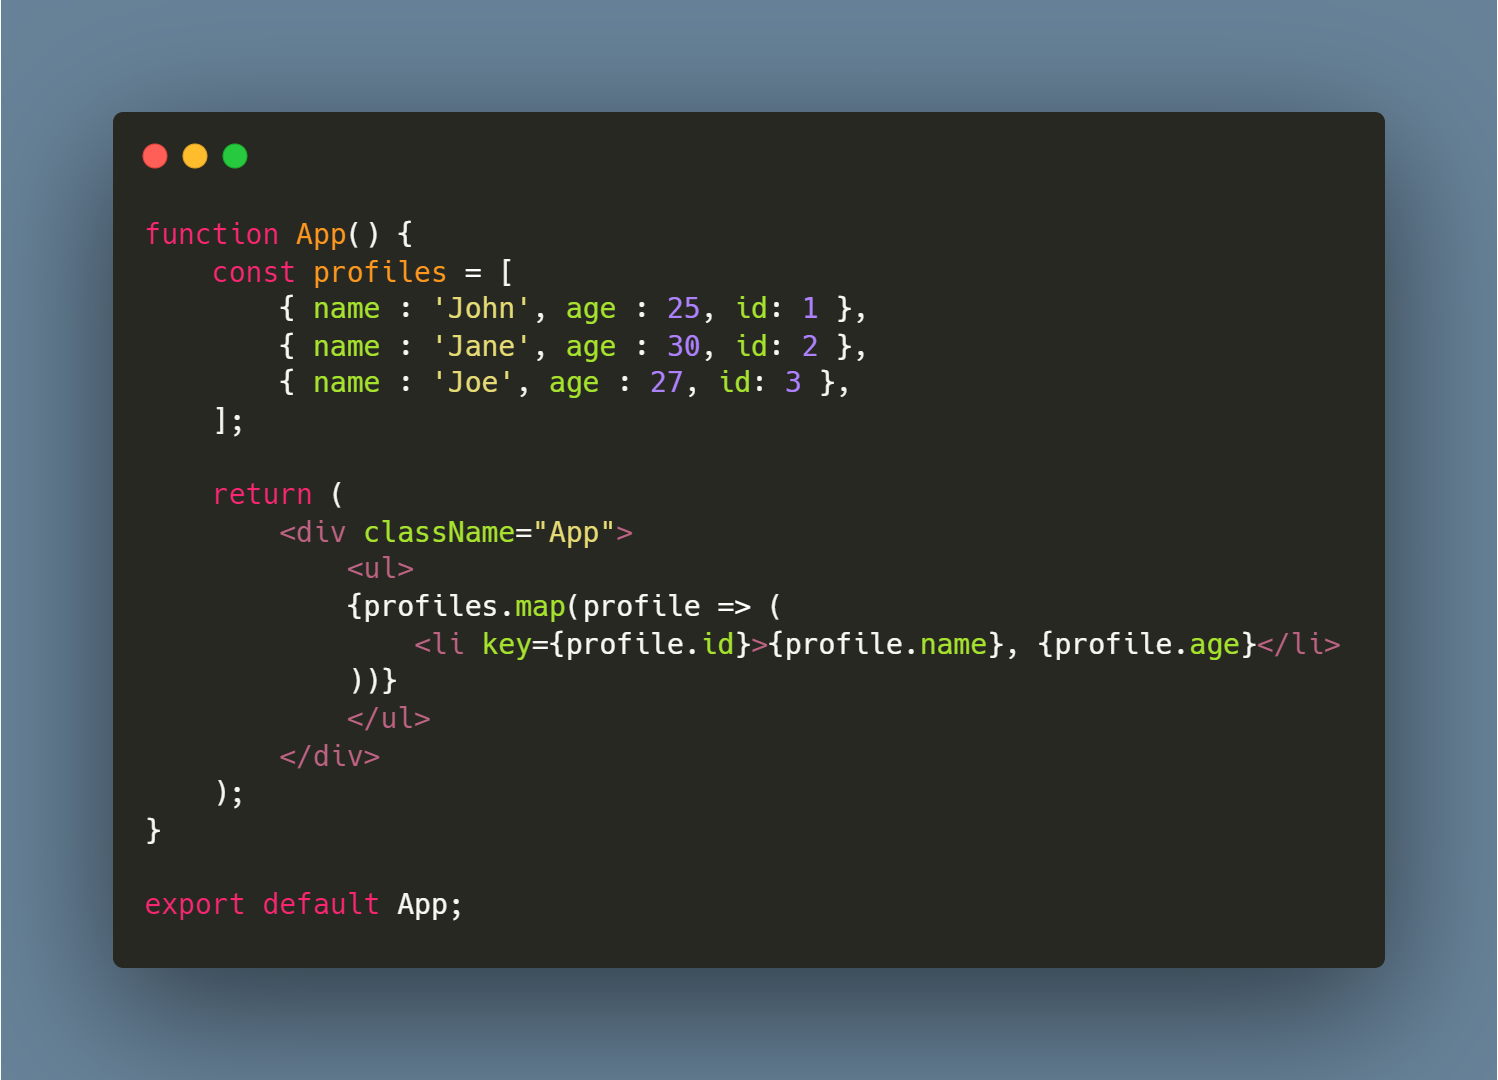 function App() {
    const profiles = [
        { name : 'John', age : 25, id: 1 },
        { name : 'Jane', age : 30, id: 2 },
        { name : 'Joe', age : 27, id: 3 },
    ];

    return (
        <div className="App">
            <ul>
            {profiles.map(profile => (
                <li key={profile.id}>{profile.name}, {profile.age}</li>
            ))}
            </ul>
        </div>
    );
}

export default App;